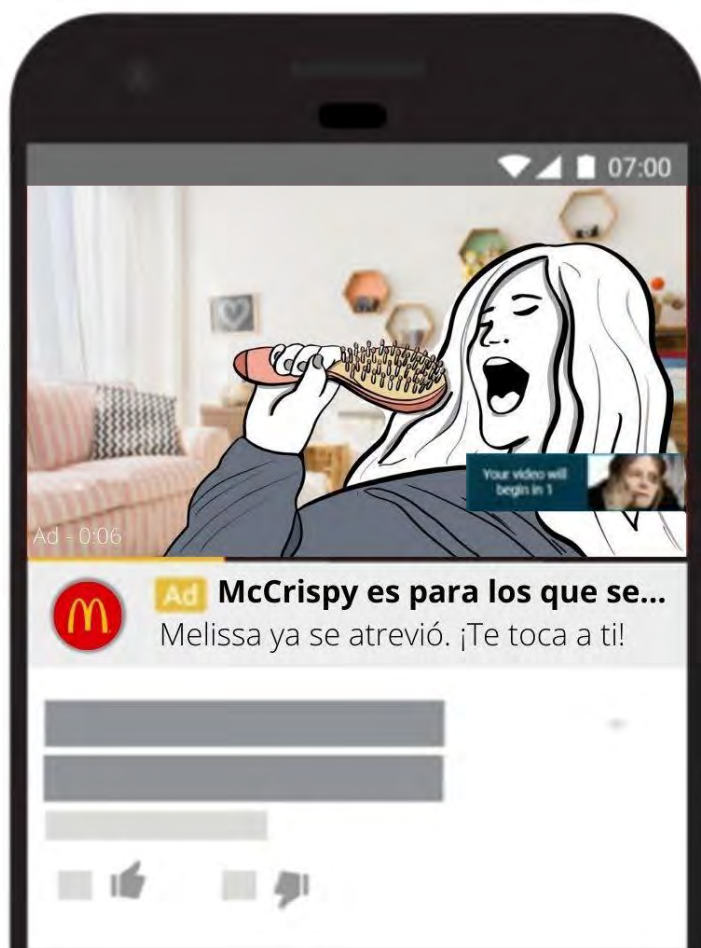 07:00
Your video will
begin in 1
Ad - 0:06
Ad McCrispy es para los que se...
Melissa ya se atrevió. ¡Te toca a ti!